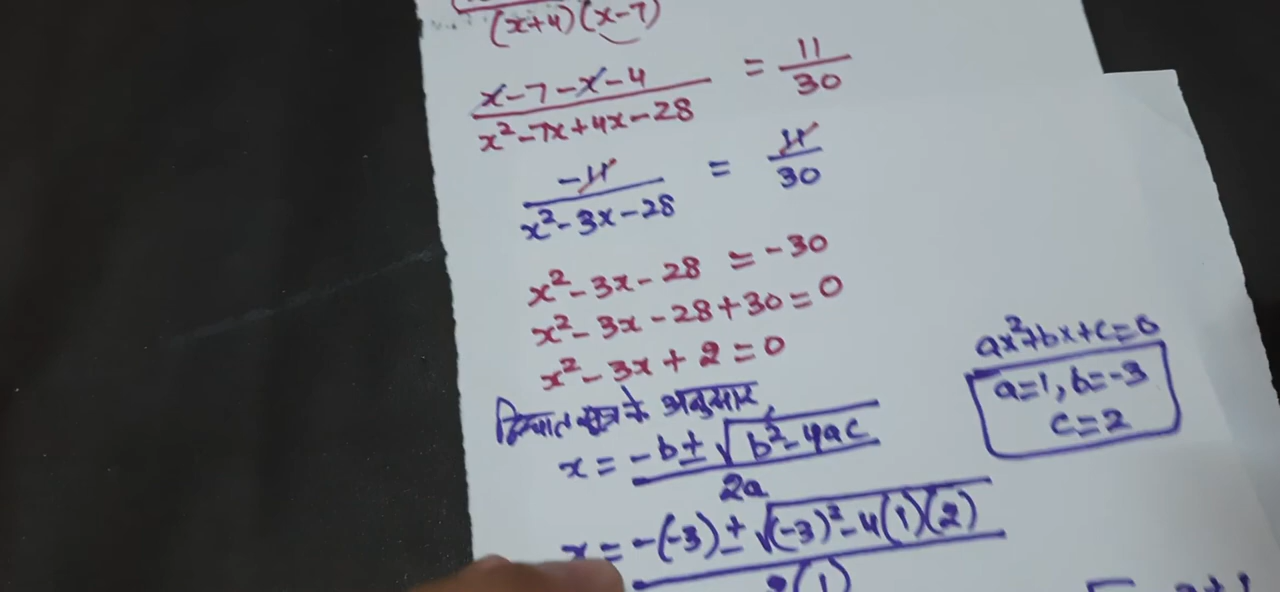 (x+4)(x-7)
x-7-x-4 / x²-7x+4x-28 = 11/30
-11 / x²-3x-28 = 11/30
x²-3x-28 = -30
x²-3x-28+30=0
x²-3x+2=0
ax²+bx+c=0
a=1, b=-3
c=2
द्विघात सूत्र के अनुसार,
x = -b±√b²-4ac / 2a
x = -(-3)±√(-3)²-4(1)(2) / 2(1)